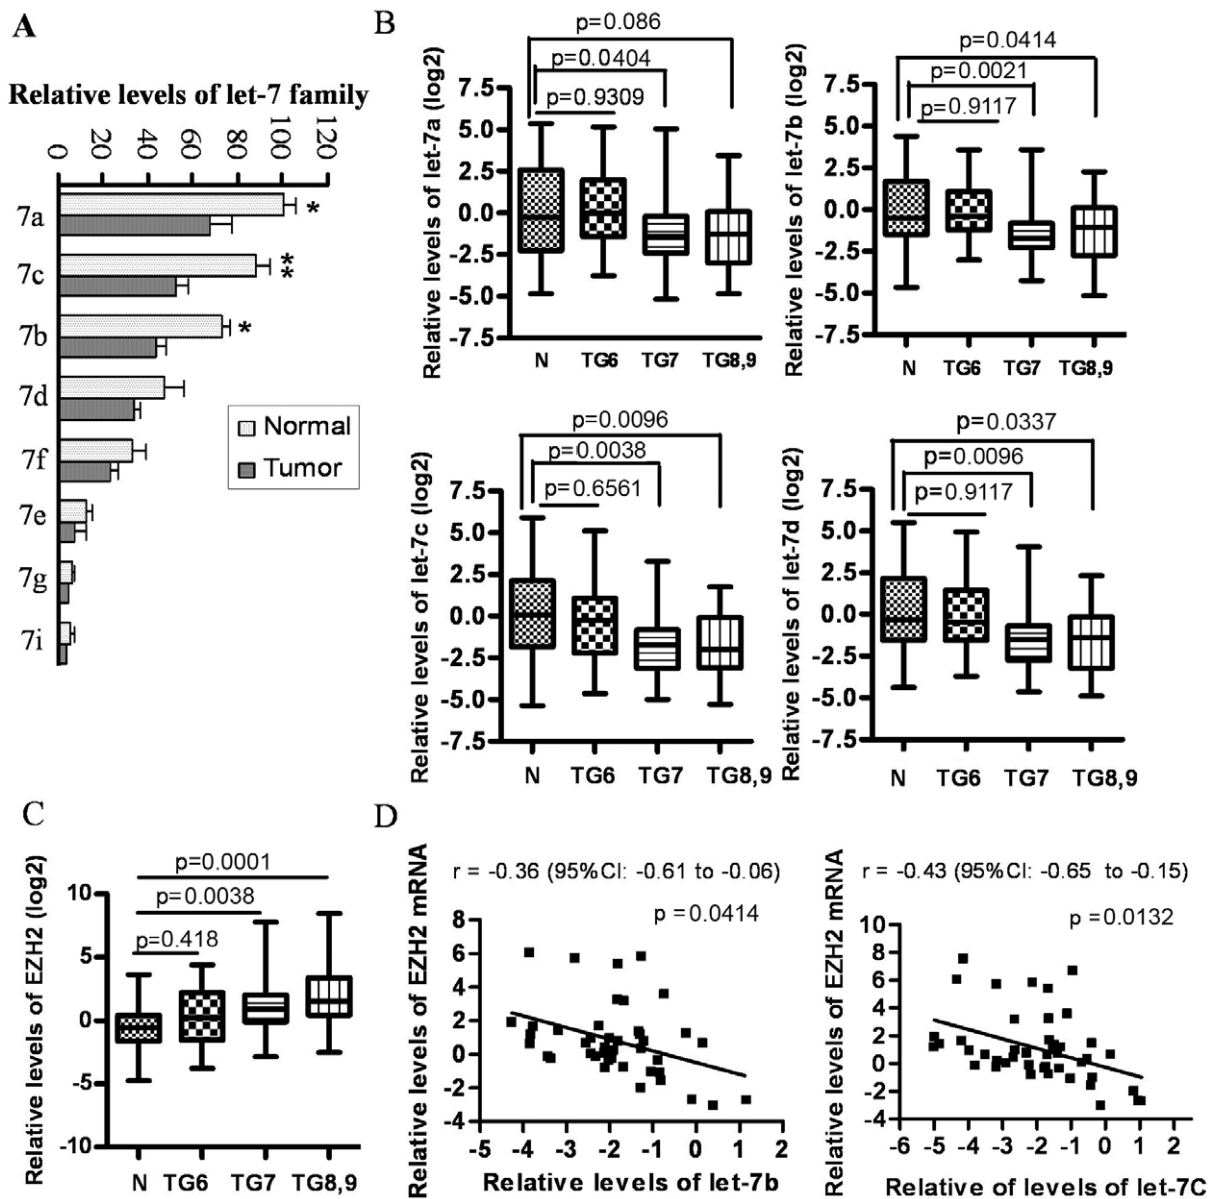 A
Relative levels of let-7 family
0 20 40 60 80 100 120
7a *
7c * *
7b *
7d
7f
7e
7g
7i
Normal
Tumor
B
p=0.086
p=0.0404
p=0.9309
Relative levels of let-7a (log2)
7.5
5.0
2.5
0.0
-2.5
-5.0
-7.5
N TG6 TG7 TG8,9
p=0.0414
p=0.0021
p=0.9117
Relative levels of let-7b (log2)
7.5
5.0
2.5
0.0
-2.5
-5.0
-7.5
N TG6 TG7 TG8,9
p=0.0096
p=0.0038
p=0.6561
Relative levels of let-7c (log2)
7.5
5.0
2.5
0.0
-2.5
-5.0
-7.5
N TG6 TG7 TG8,9
p=0.0337
p=0.0096
p=0.9117
Relative levels of let-7d (log2)
7.5
5.0
2.5
0.0
-2.5
-5.0
-7.5
N TG6 TG7 TG8,9
C
p=0.0001
p=0.0038
p=0.418
Relative levels of EZH2 (log2)
10
5
0
-5
-10
N TG6 TG7 TG8,9
D
r = -0.36 (95%CI: -0.61 to -0.06)
p =0.0414
Relative levels of EZH2 mRNA
8
6
4
2
0
-2
-4
-5 -4 -3 -2 -1 0 1 2
Relative levels of let-7b
r = -0.43 (95%CI: -0.65 to -0.15)
p =0.0132
Relative levels of EZH2 mRNA
10
8
6
4
2
0
-2
-4
-6 -5 -4 -3 -2 -1 0 1 2
Relative of levels of let-7C